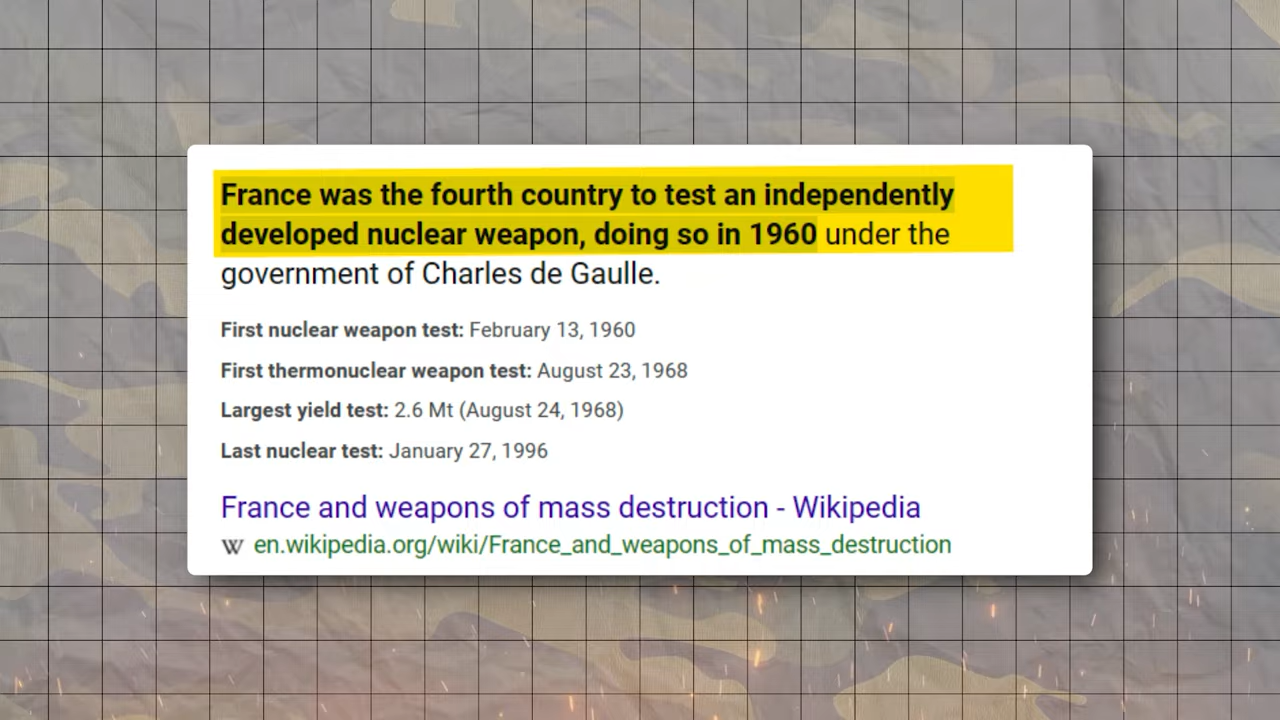 France was the fourth country to test an independently
developed nuclear weapon, doing so in 1960 under the
government of Charles de Gaulle.
First nuclear weapon test: February 13, 1960
First thermonuclear weapon test: August 23, 1968
Largest yield test: 2.6 Mt (August 24, 1968)
Last nuclear test: January 27, 1996
France and weapons of mass destruction - Wikipedia
W en.wikipedia.org/wiki/France_and_weapons_of_mass_destruction